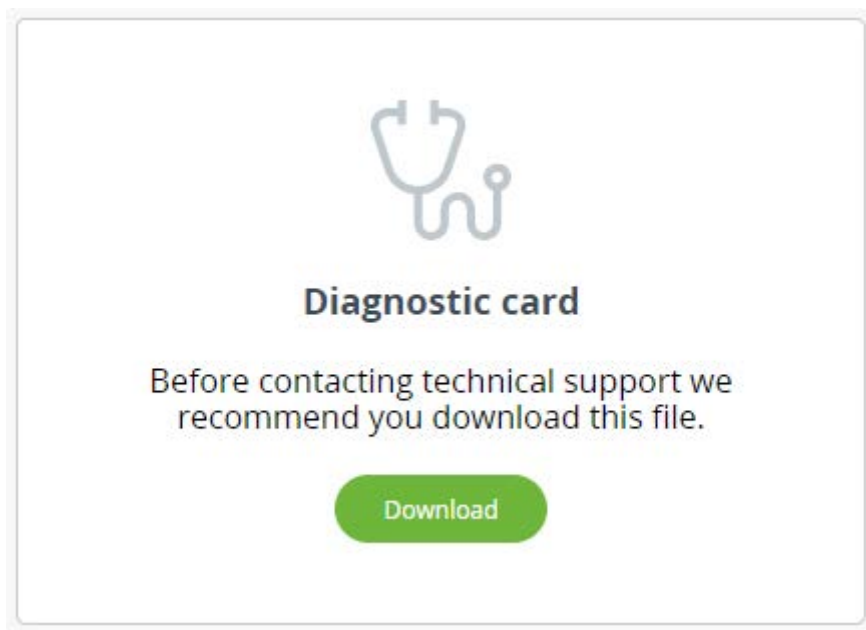 Diagnostic card
Before contacting technical support we
recommend you download this file.
Download